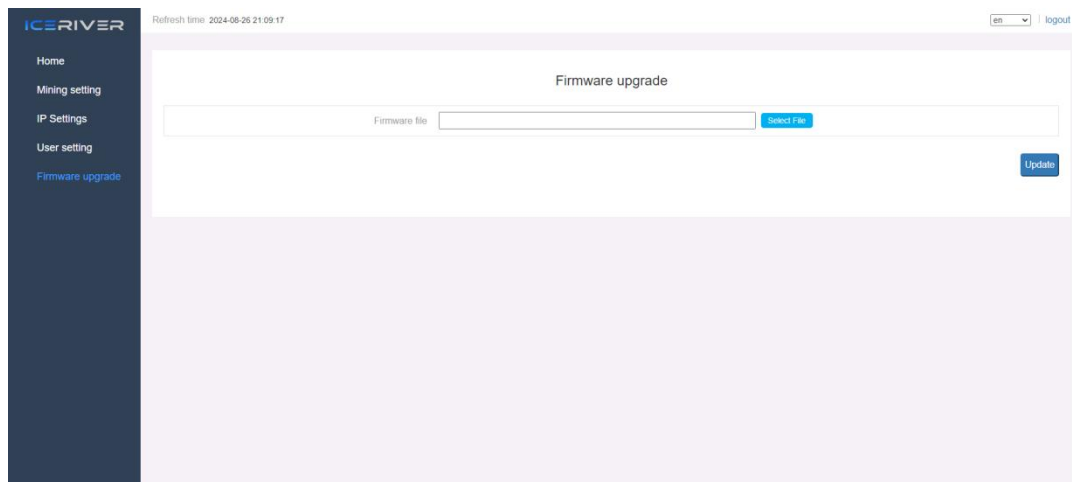 ICERIVER
Refresh time 2024-08-26 21:09:17
en
logout
Home
Mining setting
IP Settings
User setting
Firmware upgrade
Firmware upgrade
Firmware file
Select File
Update